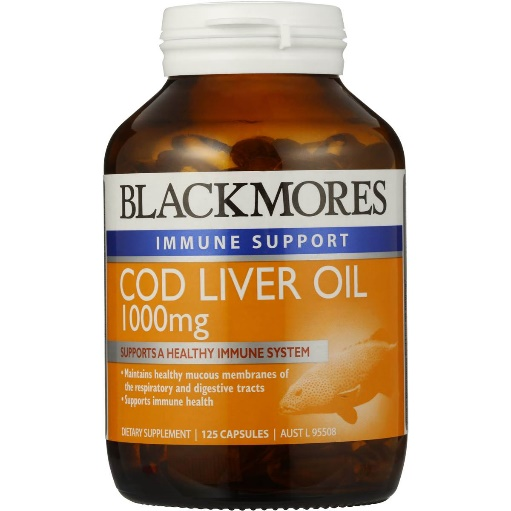 BLACKMORES
IMMUNE SUPPORT
COD LIVER OIL
1000mg
SUPPORTS A HEALTHY IMMUNE SYSTEM
• Maintains healthy mucous membranes of
the respiratory and digestive tracts
• Supports immune health
DIETARY SUPPLEMENT | 125 CAPSULES | AUST L 95508